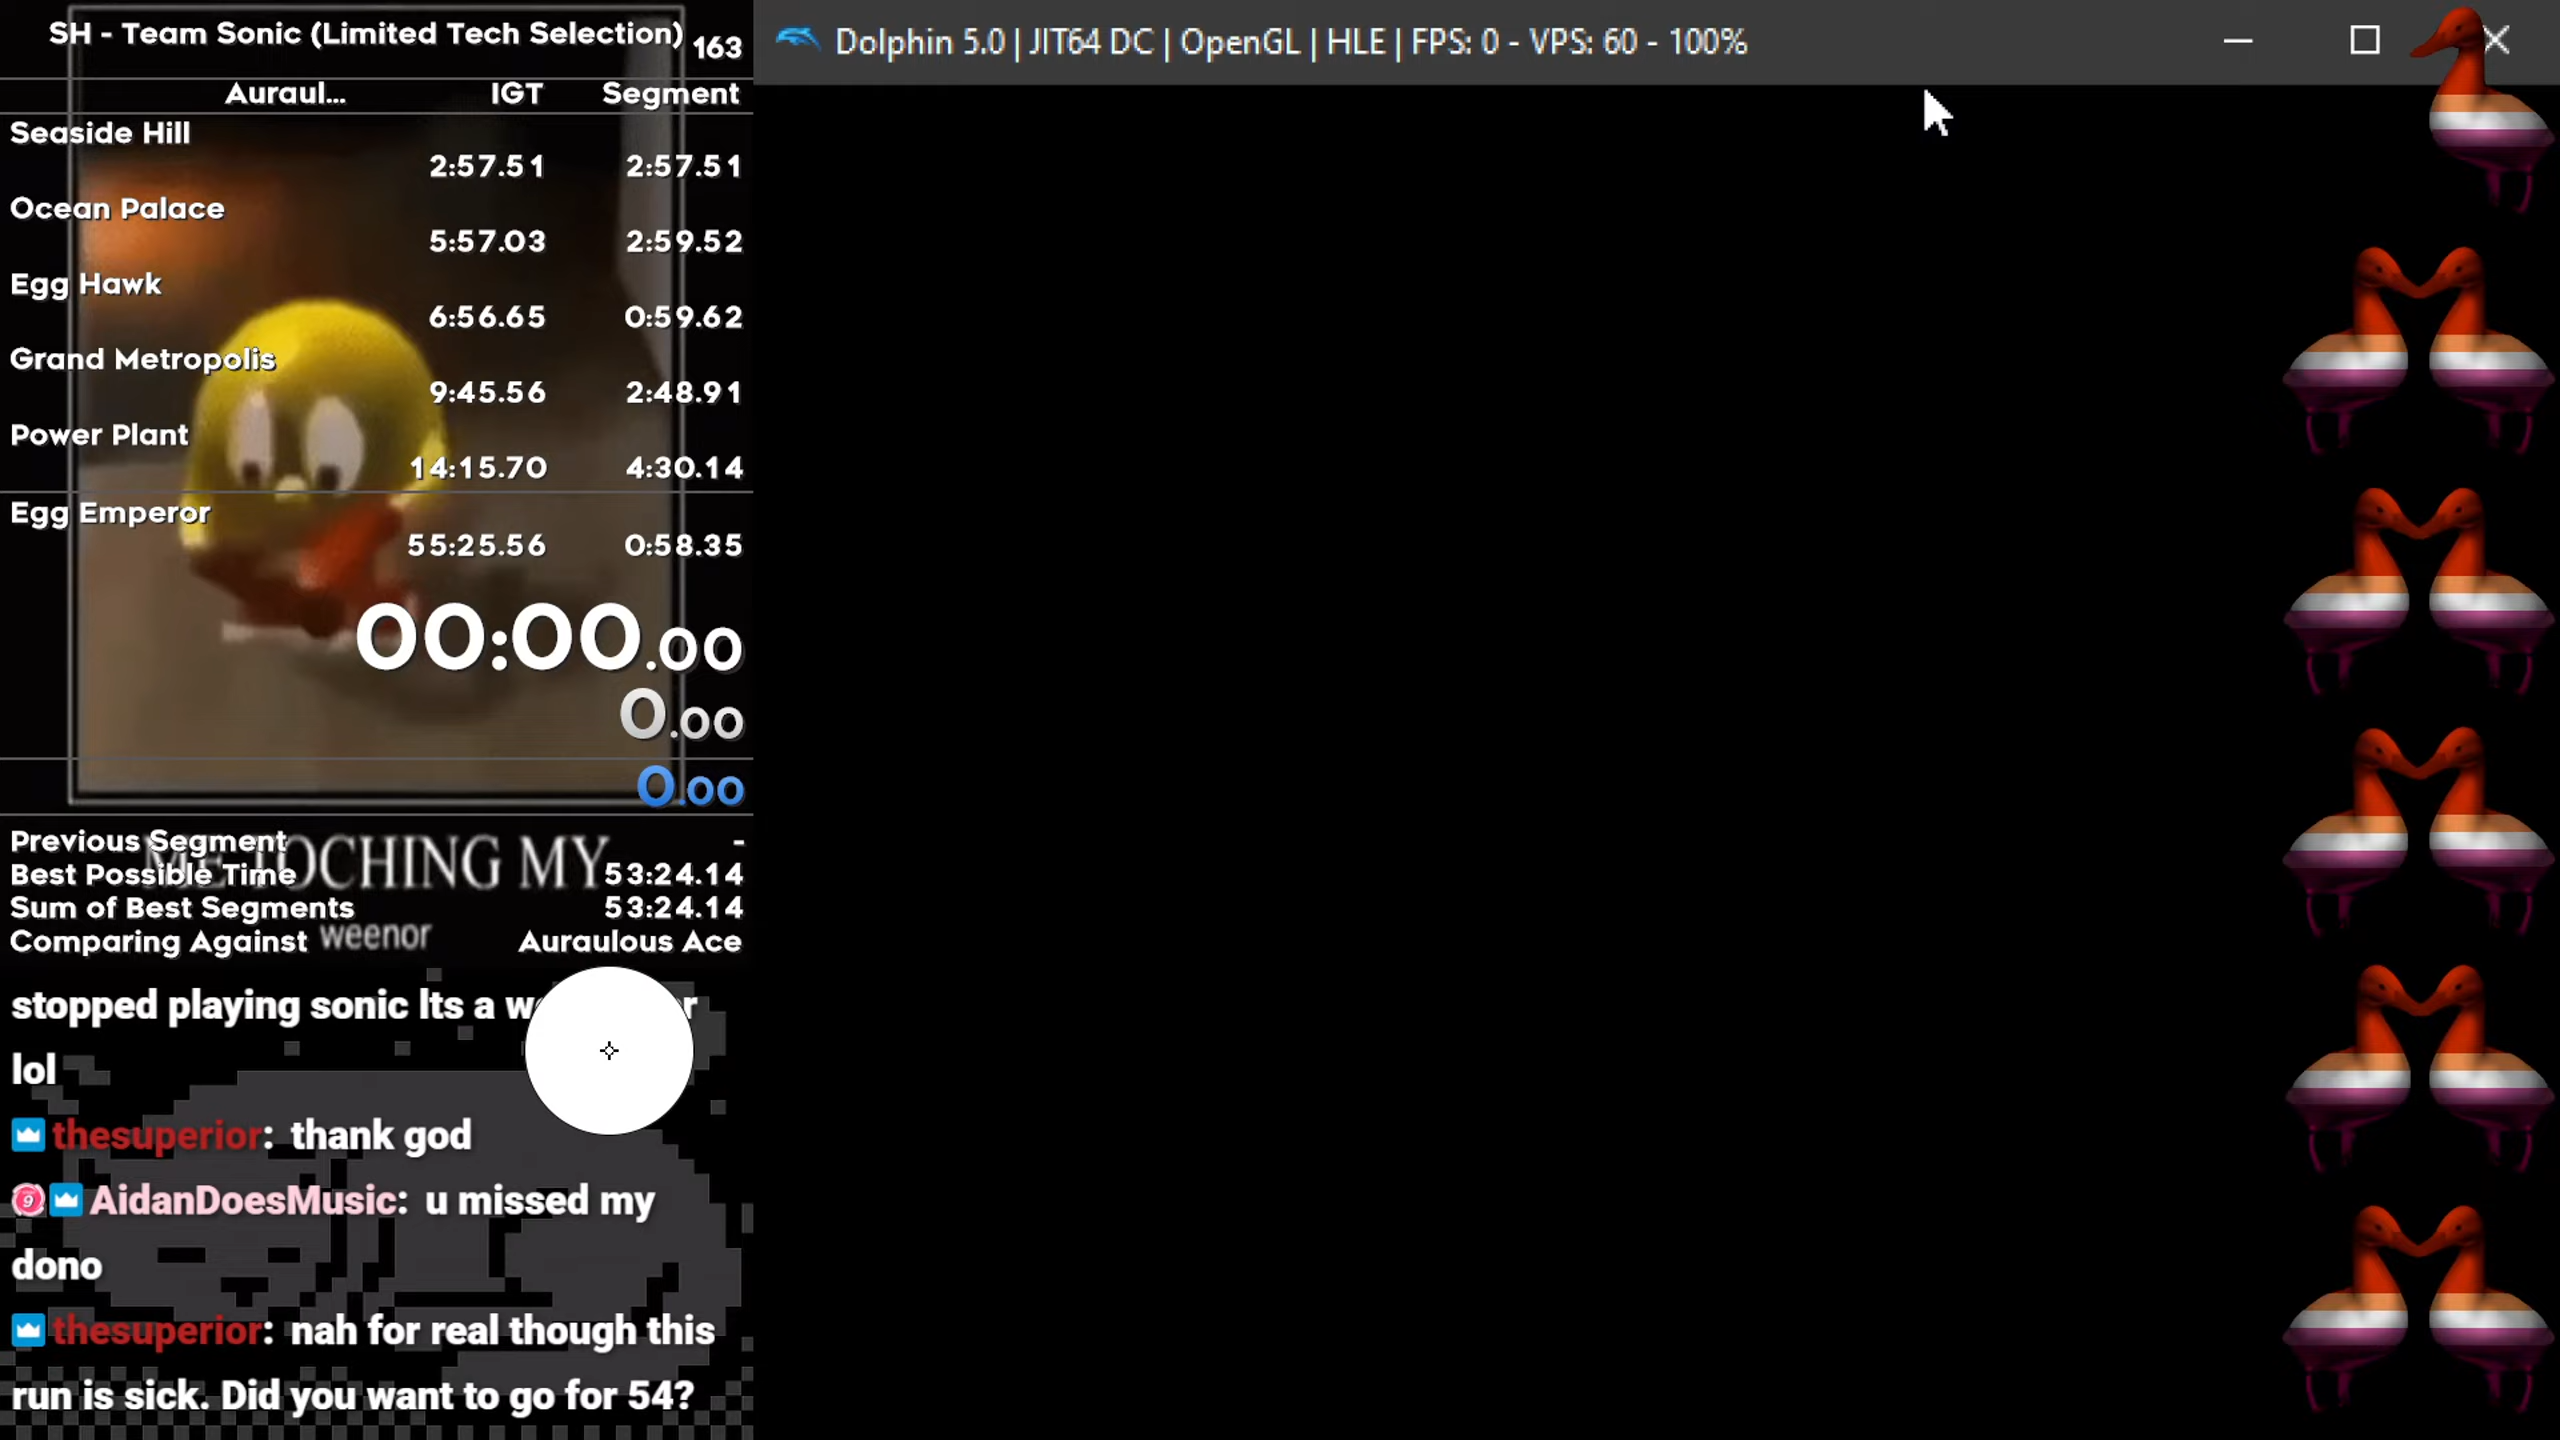 SH - Team Sonic (Limited Tech Selection) 163
Auraul... IGT Segment
Seaside Hill
2:57.51 2:57.51
Ocean Palace
5:57.03 2:59.52
Egg Hawk
6:56.65 0:59.62
Grand Metropolis
9:45.56 2:48.91
Power Plant
14:15.70 4:30.14
Egg Emperor
55:25.56 0:58.35
00:00.00
0.00
0.00
Previous Segment -
Best Possible Time 53:24.14
Sum of Best Segments 53:24.14
Comparing Against Auraulous Ace
ME TOCHING MY
weenor
stopped playing sonic Its a
lol
thesuperior: thank god
AidanDoesMusic: u missed my
dono
thesuperior: nah for real though this
run is sick. Did you want to go for 54?
Dolphin 5.0 | JIT64 DC | OpenGL | HLE | FPS: 0 - VPS: 60 - 100%